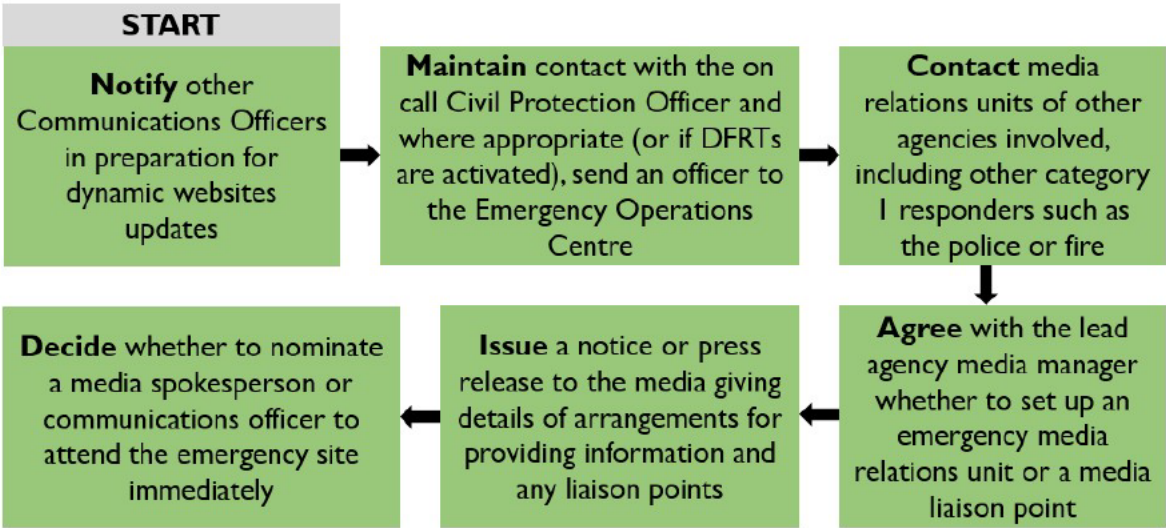 START
Notify other
Communications Officers
in preparation for
dynamic websites
updates
Maintain contact with the on
call Civil Protection Officer and
where appropriate (or if DFRTs
are activated), send an officer to
the Emergency Operations
Centre
Contact media
relations units of other
agencies involved,
including other category
1 responders such as
the police or fire
Agree with the lead
agency media manager
whether to set up an
emergency media
relations unit or a media
liaison point
Issue a notice or press
release to the media giving
details of arrangements for
providing information and
any liaison points
Decide whether to nominate
a media spokesperson or
communications officer to
attend the emergency site
immediately